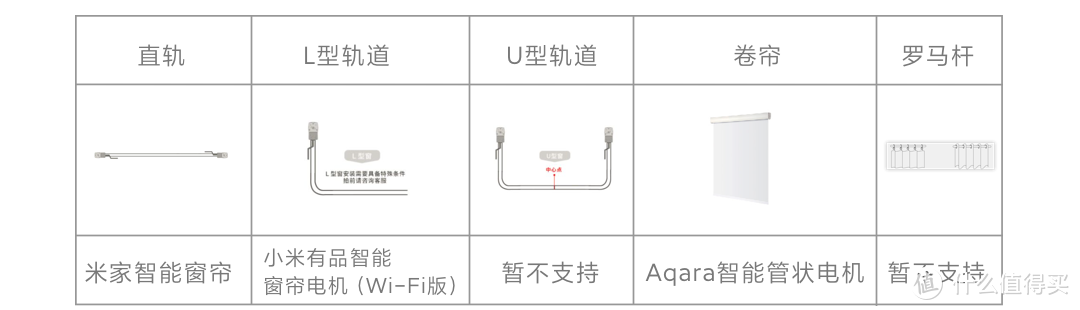 直轨
L型轨道
U型轨道
卷帘
罗马杆
L型窗
L型窗安装需要具备特殊条件
拍前请咨询客服
U型窗
中心点
米家智能窗帘
小米有品智能
窗帘电机（Wi-Fi版）
暂不支持
Aqara智能管状电机
暂不支持
值 什么值得买